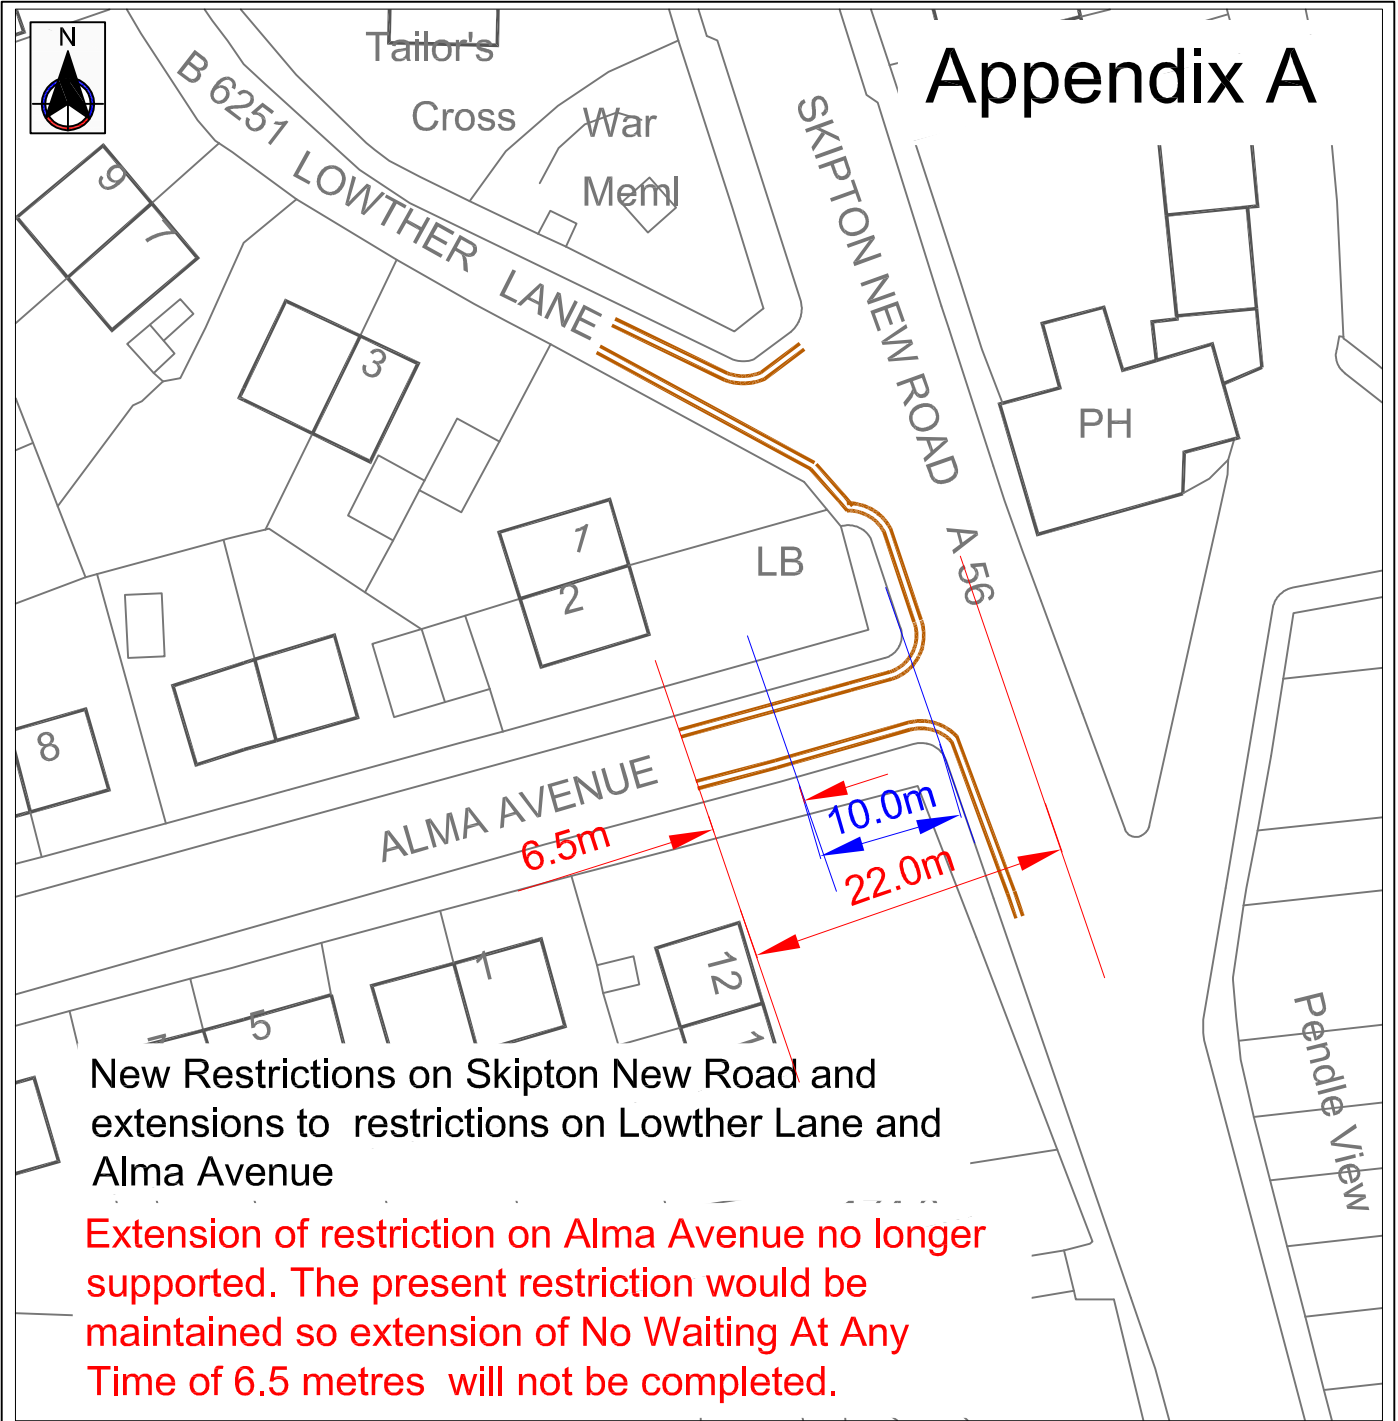 N
Appendix A
Tailor's
Cross
War
Meml
B 6251 LOWTHER LANE
SKIPTON NEW ROAD A 56
9
7
3
PH
1
2
LB
8
ALMA AVENUE
6.5m
10.0m
22.0m
12
1
5
Pendle View
New Restrictions on Skipton New Road and
extensions to restrictions on Lowther Lane and
Alma Avenue
Extension of restriction on Alma Avenue no longer
supported. The present restriction would be
maintained so extension of No Waiting At Any
Time of 6.5 metres will not be completed.